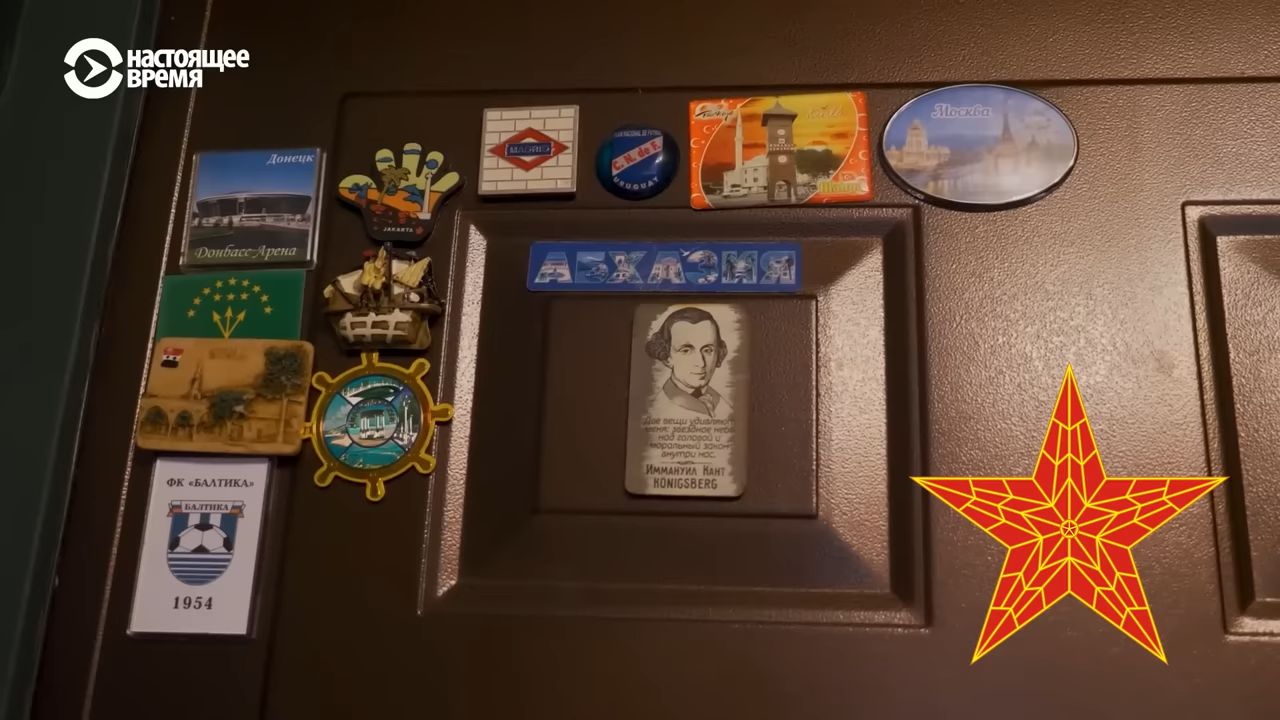 НАСТОЯЩЕЕ
ВРЕМЯ
Донецк
Донбасс-Арена
JAKARTA
MADRID
C. N. de F.
URUGUAY
Turkey
Москва
АБХАЗИЯ
Две вещи удивляют
меня: звездное небо
над головой и
моральный закон
внутри нас.
Иммануил Кант
KÖNIGSBERG
ФК «БАЛТИКА»
БАЛТИКА
1954